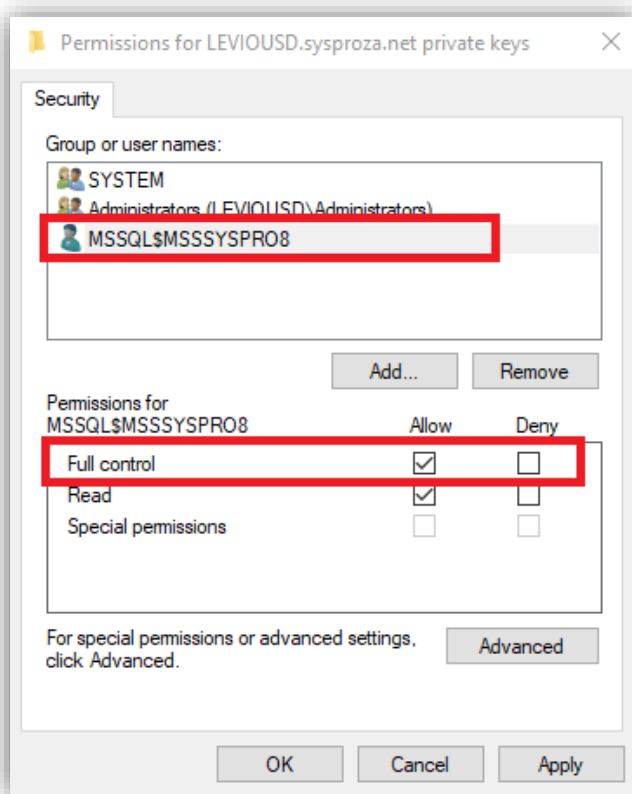 Permissions for LEVIOUSD.sysproza.net private keys
Security
Group or user names:
SYSTEM
Administrators (LEVIOUSD\Administrators)
MSSQL$MSSSYSPRO8
Add...
Remove
Permissions for
MSSQL$MSSSYSPRO8
Allow
Deny
Full control
Read
Special permissions
For special permissions or advanced settings,
click Advanced.
Advanced
OK
Cancel
Apply